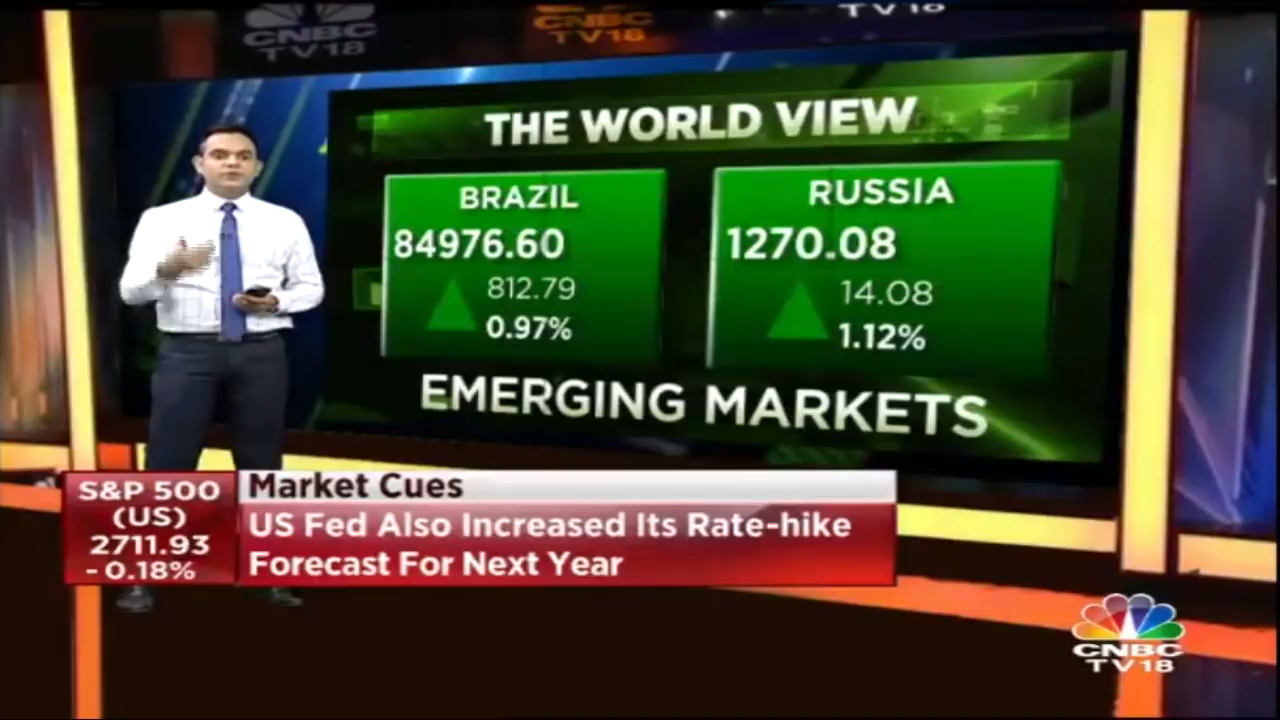 CNBC
TV18
CNBC
TV18
TV18
THE WORLD VIEW
BRAZIL
84976.60
812.79
0.97%
RUSSIA
1270.08
14.08
1.12%
EMERGING MARKETS
S&P 500
(US)
2711.93
-0.18%
Market Cues
US Fed Also Increased Its Rate-hike
Forecast For Next Year
CNBC
TV18